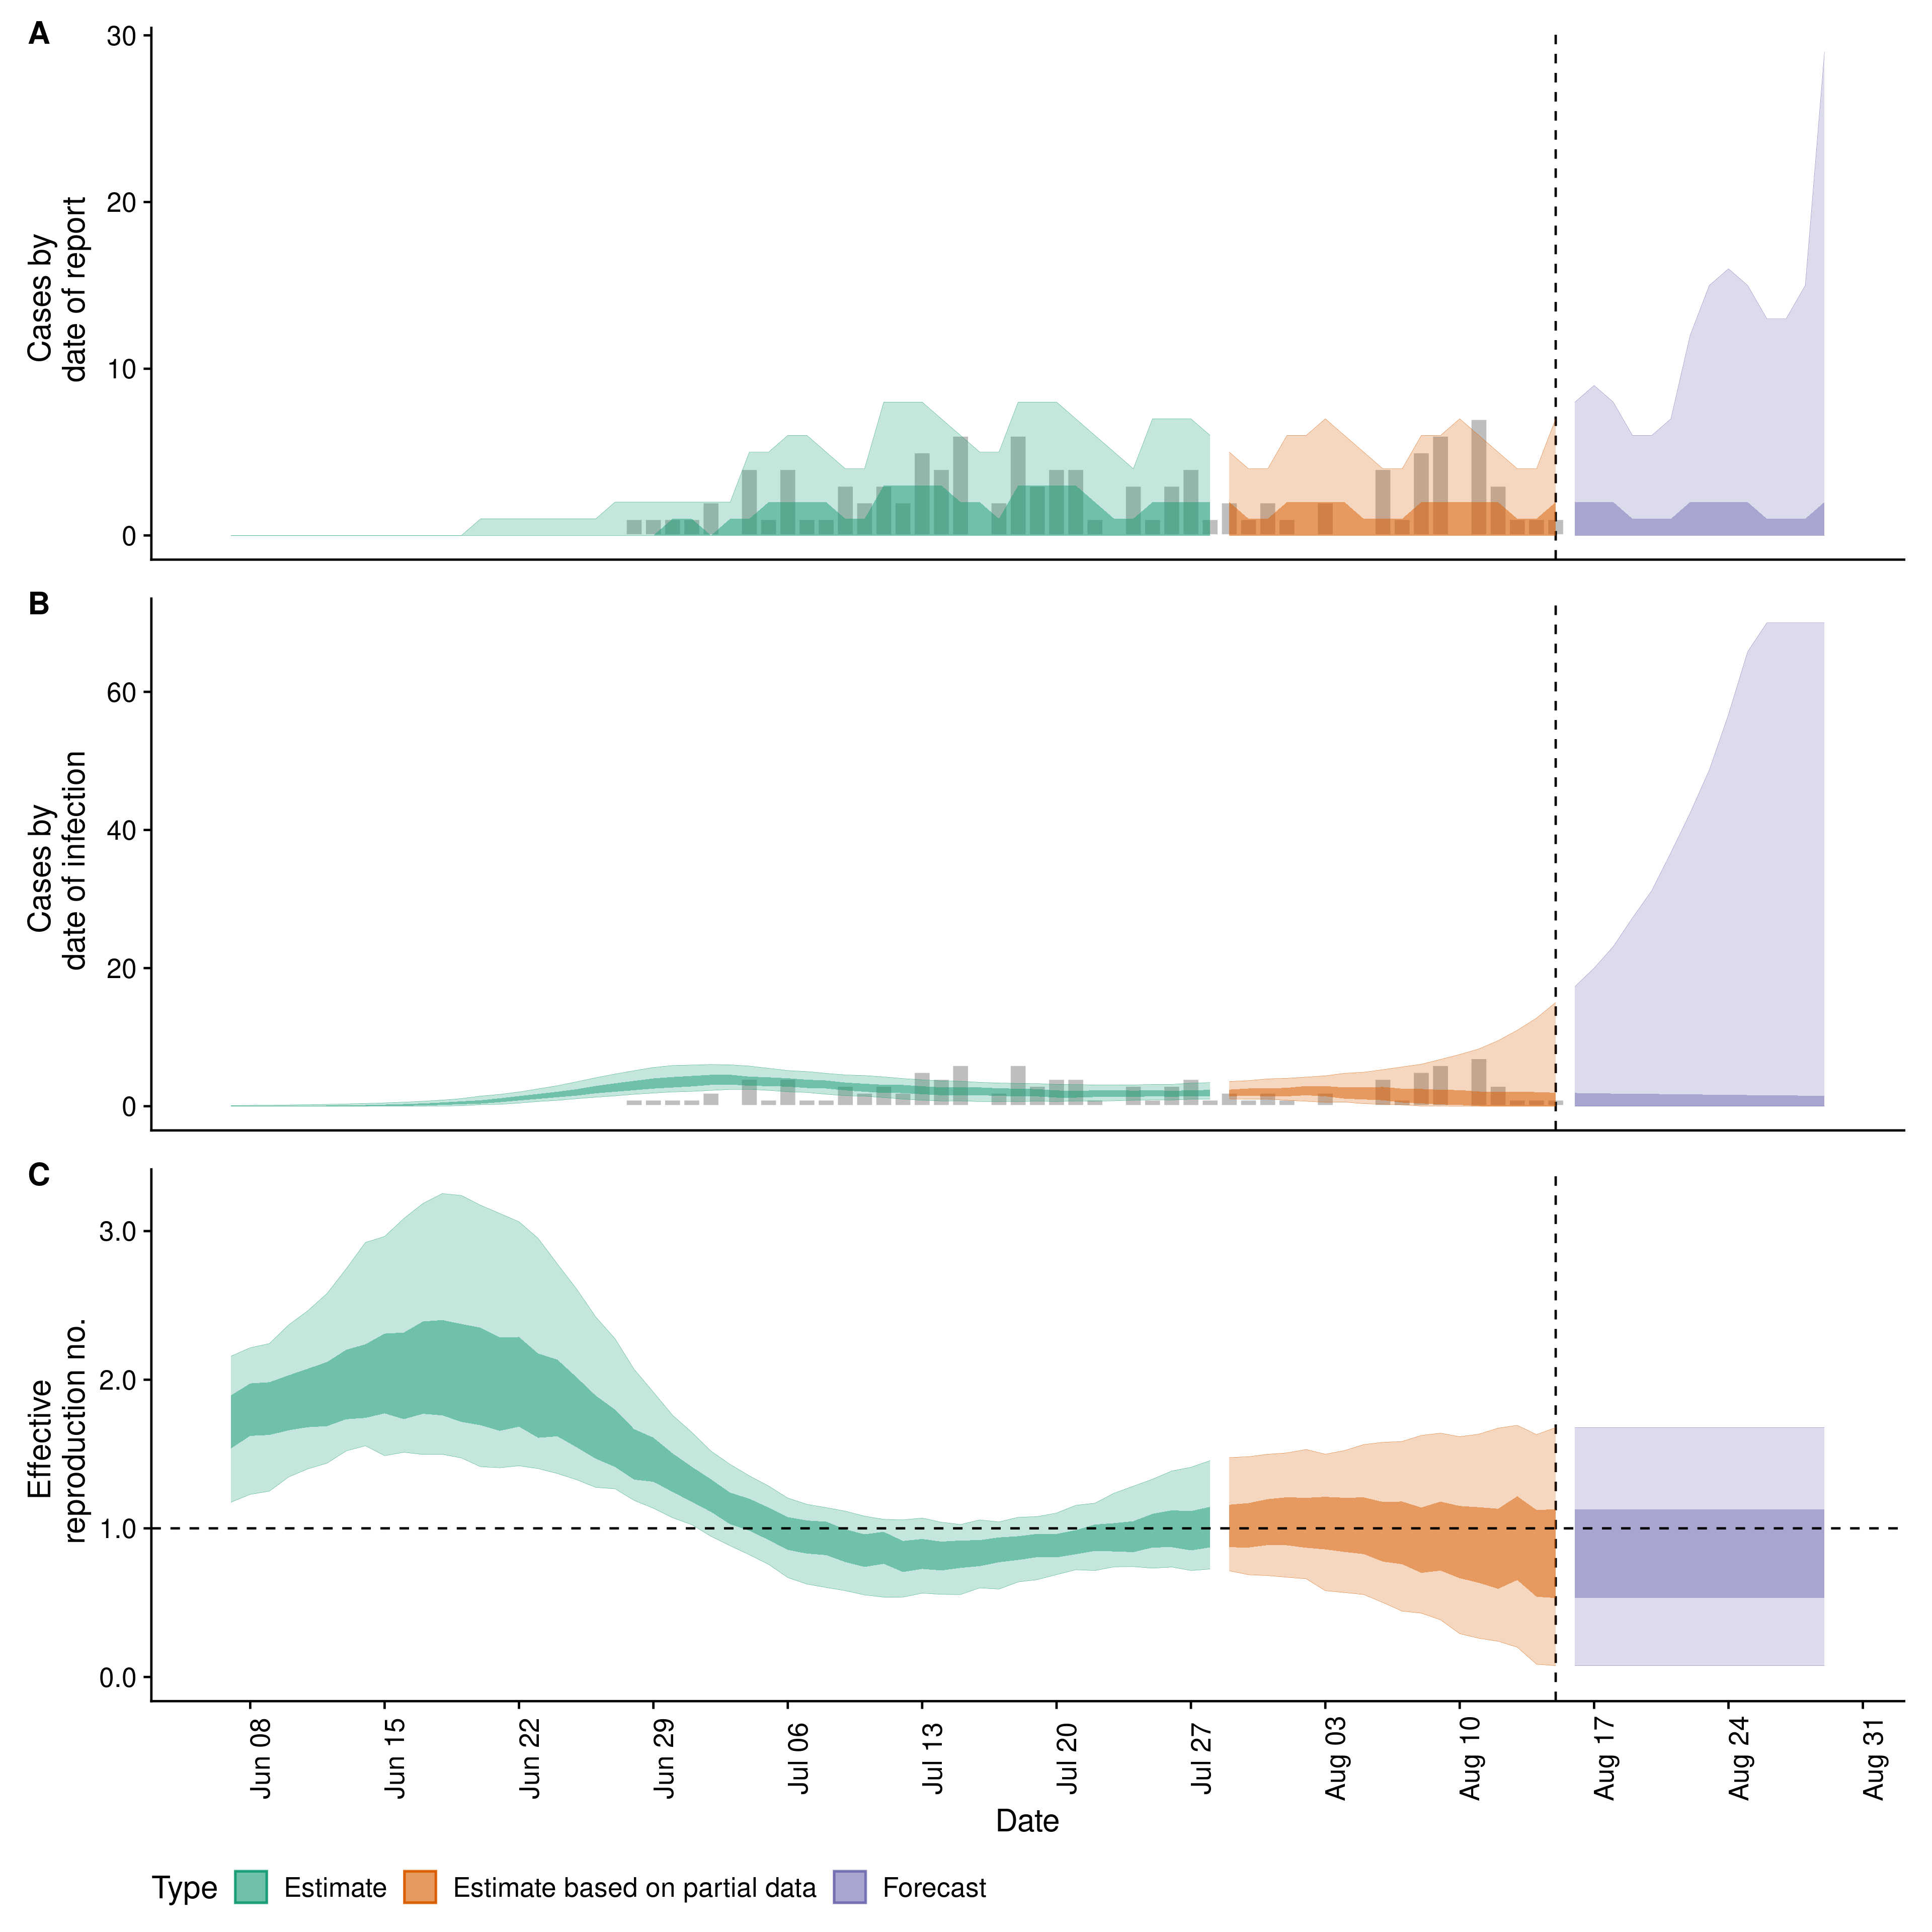 A
30
20
10
0
Cases by
date of report
B
60
40
20
0
Cases by
date of infection
C
3.0
2.0
1.0
0.0
Effective
reproduction no.
Jun 08
Jun 15
Jun 22
Jun 29
Jul 06
Jul 13
Jul 20
Jul 27
Aug 03
Aug 10
Aug 17
Aug 24
Aug 31
Date
Type
Estimate
Estimate based on partial data
Forecast